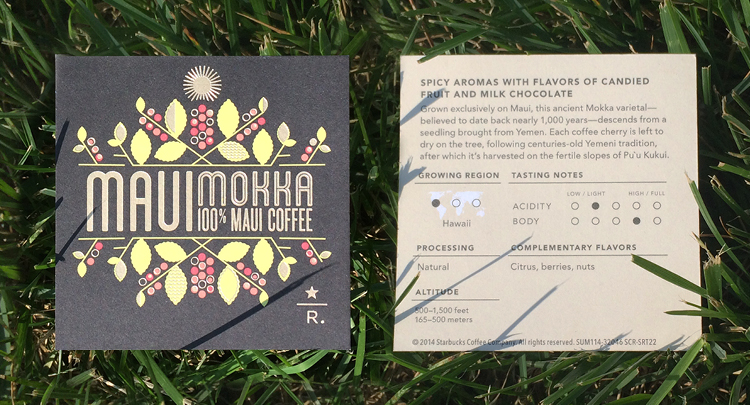 MAUI MOKKA
100% MAUI COFFEE
R.
SPICY AROMAS WITH FLAVORS OF CANDIED
FRUIT AND MILK CHOCOLATE
Grown exclusively on Maui, this ancient Mokka varietal—
believed to date back nearly 1,000 years—descends from a
seedling brought from Yemen. Each coffee cherry is left to
dry on the tree, following centuries-old Yemeni tradition,
after which it's harvested on the fertile slopes of Pu'u Kukui.
GROWING REGION
Hawaii
TASTING NOTES
LOW / LIGHT HIGH / FULL
ACIDITY
BODY
PROCESSING
Natural
COMPLEMENTARY FLAVORS
Citrus, berries, nuts
ALTITUDE
500–1,500 feet
165–500 meters
© 2014 Starbucks Coffee Company. All rights reserved. SUM114-32046 SCR-SRT22